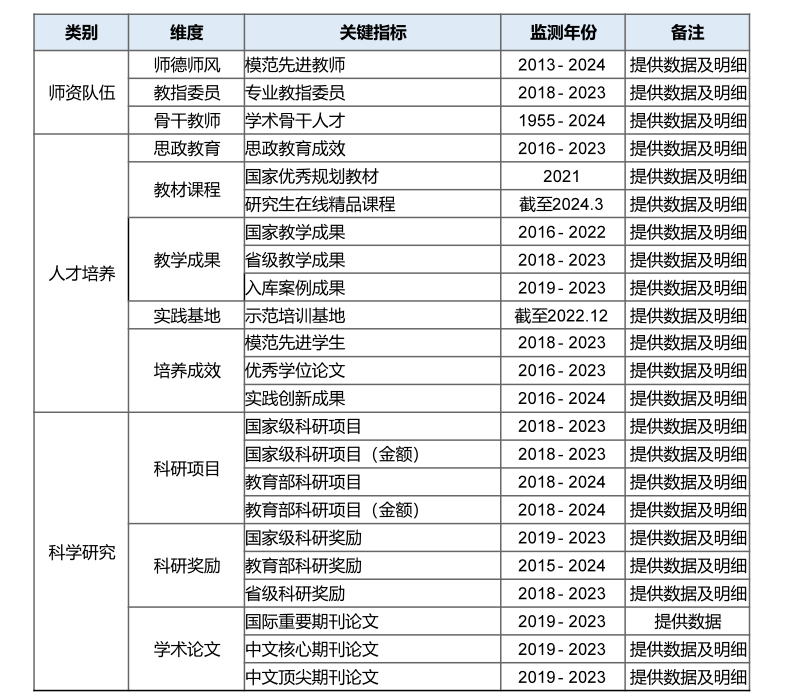 类别 维度 关键指标 监测年份 备注
师资队伍 师德师风 模范先进教师 2013-2024 提供数据及明细
教指委员 专业教指委员 2018-2023 提供数据及明细
骨干教师 学术骨干人才 1955-2024 提供数据及明细
人才培养 思政教育 思政教育成效 2016-2023 提供数据及明细
教材课程 国家优秀规划教材 2021 提供数据及明细
研究生在线精品课程 截至2024.3 提供数据及明细
教学成果 国家教学成果 2016-2022 提供数据及明细
省级教学成果 2018-2023 提供数据及明细
入库案例成果 2019-2023 提供数据及明细
实践基地 示范培训基地 截至2022.12 提供数据及明细
培养成效 模范先进学生 2018-2023 提供数据及明细
优秀学位论文 2016-2023 提供数据及明细
实践创新成果 2016-2024 提供数据及明细
科学研究 科研项目 国家级科研项目 2018-2023 提供数据及明细
国家级科研项目（金额） 2018-2023 提供数据及明细
教育部科研项目 2018-2024 提供数据及明细
教育部科研项目（金额） 2018-2024 提供数据及明细
科研奖励 国家级科研奖励 2019-2023 提供数据及明细
教育部科研奖励 2015-2024 提供数据及明细
省级科研奖励 2018-2023 提供数据及明细
学术论文 国际重要期刊论文 2019-2023 提供数据
中文核心期刊论文 2019-2023 提供数据及明细
中文顶尖期刊论文 2019-2023 提供数据及明细